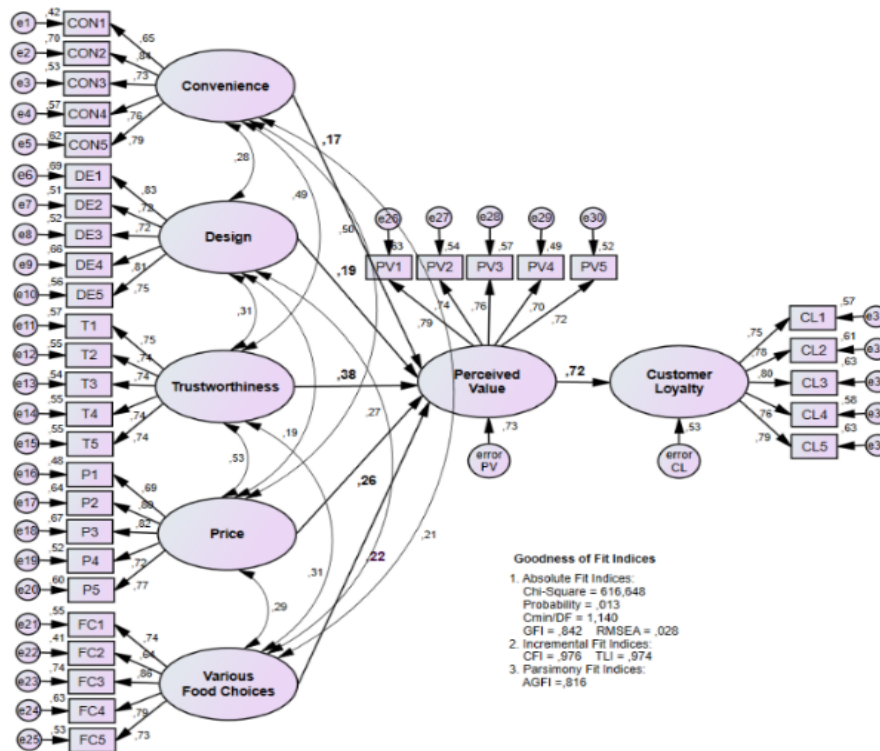 e1 ,42 CON1 ,65
e2 ,70 CON2 ,84
e3 ,53 CON3 ,73
e4 ,57 CON4 ,76
e5 ,62 CON5 ,79
Convenience
e6 ,69 DE1 ,83
e7 ,51 DE2 ,72
e8 ,52 DE3 ,72
e9 ,66 DE4 ,81
e10 ,56 DE5 ,75
Design
e11 ,57 T1 ,75
e12 ,55 T2 ,74
e13 ,54 T3 ,74
e14 ,55 T4 ,74
e15 ,55 T5 ,74
Trustworthiness
e16 ,48 P1 ,69
e17 ,64 P2 ,80
e18 ,67 P3 ,82
e19 ,52 P4 ,72
e20 ,60 P5 ,77
Price
e21 ,55 FC1 ,74
e22 ,41 FC2 ,64
e23 ,74 FC3 ,86
e24 ,63 FC4 ,79
e25 ,53 FC5 ,73
Various
Food Choices
,28
,49
,50
,31
,27
,19
,53
,31
,21
,29
,17
,19
,38
,26
,22
e26 e27 e28 e29 e30
,63 ,54 ,57 ,49 ,52
PV1 PV2 PV3 PV4 PV5
,79 ,74 ,76 ,70 ,72
Perceived
Value
,73
error
PV
,72
Customer
Loyalty
,53
error
CL
,75 CL1 ,57 e3
,78 CL2 ,61 e3
,80 CL3 ,63 e3
,76 CL4 e3
,79 CL5 ,63 e3
Goodness of Fit Indices
1. Absolute Fit Indices:
Chi-Square = 616,648
Probability = ,013
Cmin/DF = 1,140
GFI = ,842 RMSEA = ,028
2. Incremental Fit Indices:
CFI = ,976 TLI = ,974
3. Parsimony Fit Indices:
AGFI =,816